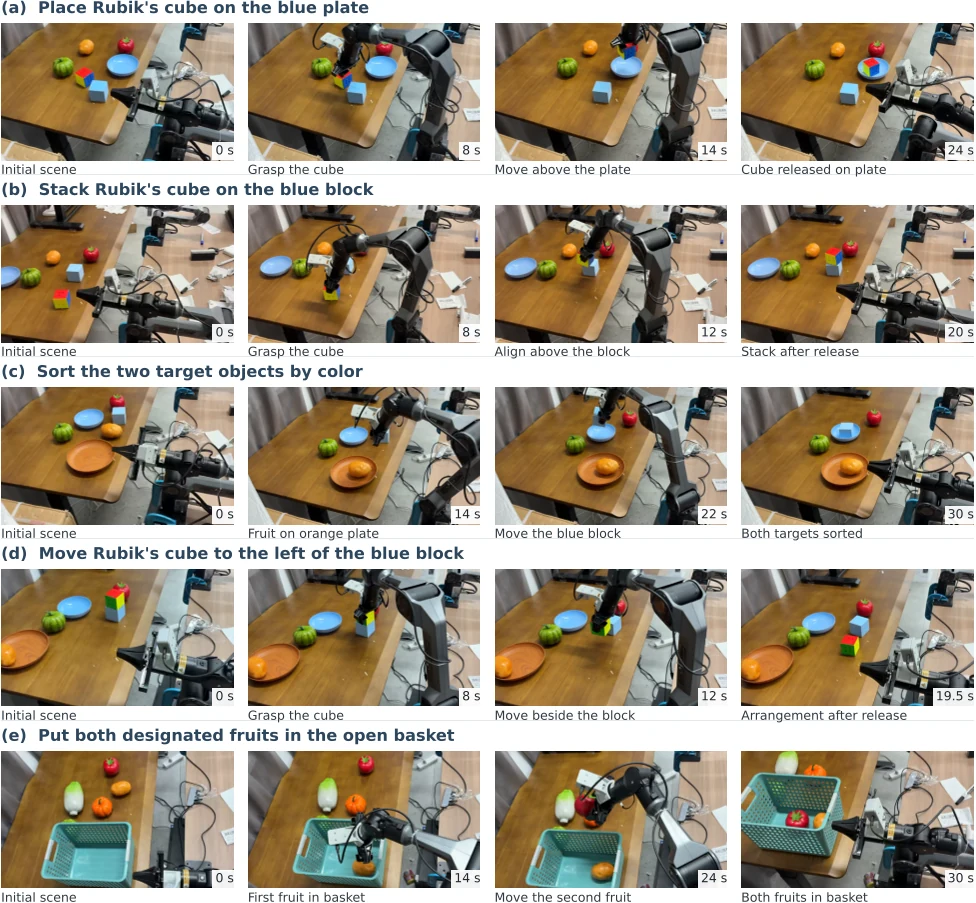 (a) Place Rubik's cube on the blue plate
0 s
8 s
14 s
24 s
Initial scene
Grasp the cube
Move above the plate
Cube released on plate
(b) Stack Rubik's cube on the blue block
0 s
8 s
12 s
20 s
Initial scene
Grasp the cube
Align above the block
Stack after release
(c) Sort the two target objects by color
0 s
14 s
22 s
30 s
Initial scene
Fruit on orange plate
Move the blue block
Both targets sorted
(d) Move Rubik's cube to the left of the blue block
0 s
8 s
12 s
19.5 s
Initial scene
Grasp the cube
Move beside the block
Arrangement after release
(e) Put both designated fruits in the open basket
0 s
14 s
24 s
30 s
Initial scene
First fruit in basket
Move the second fruit
Both fruits in basket